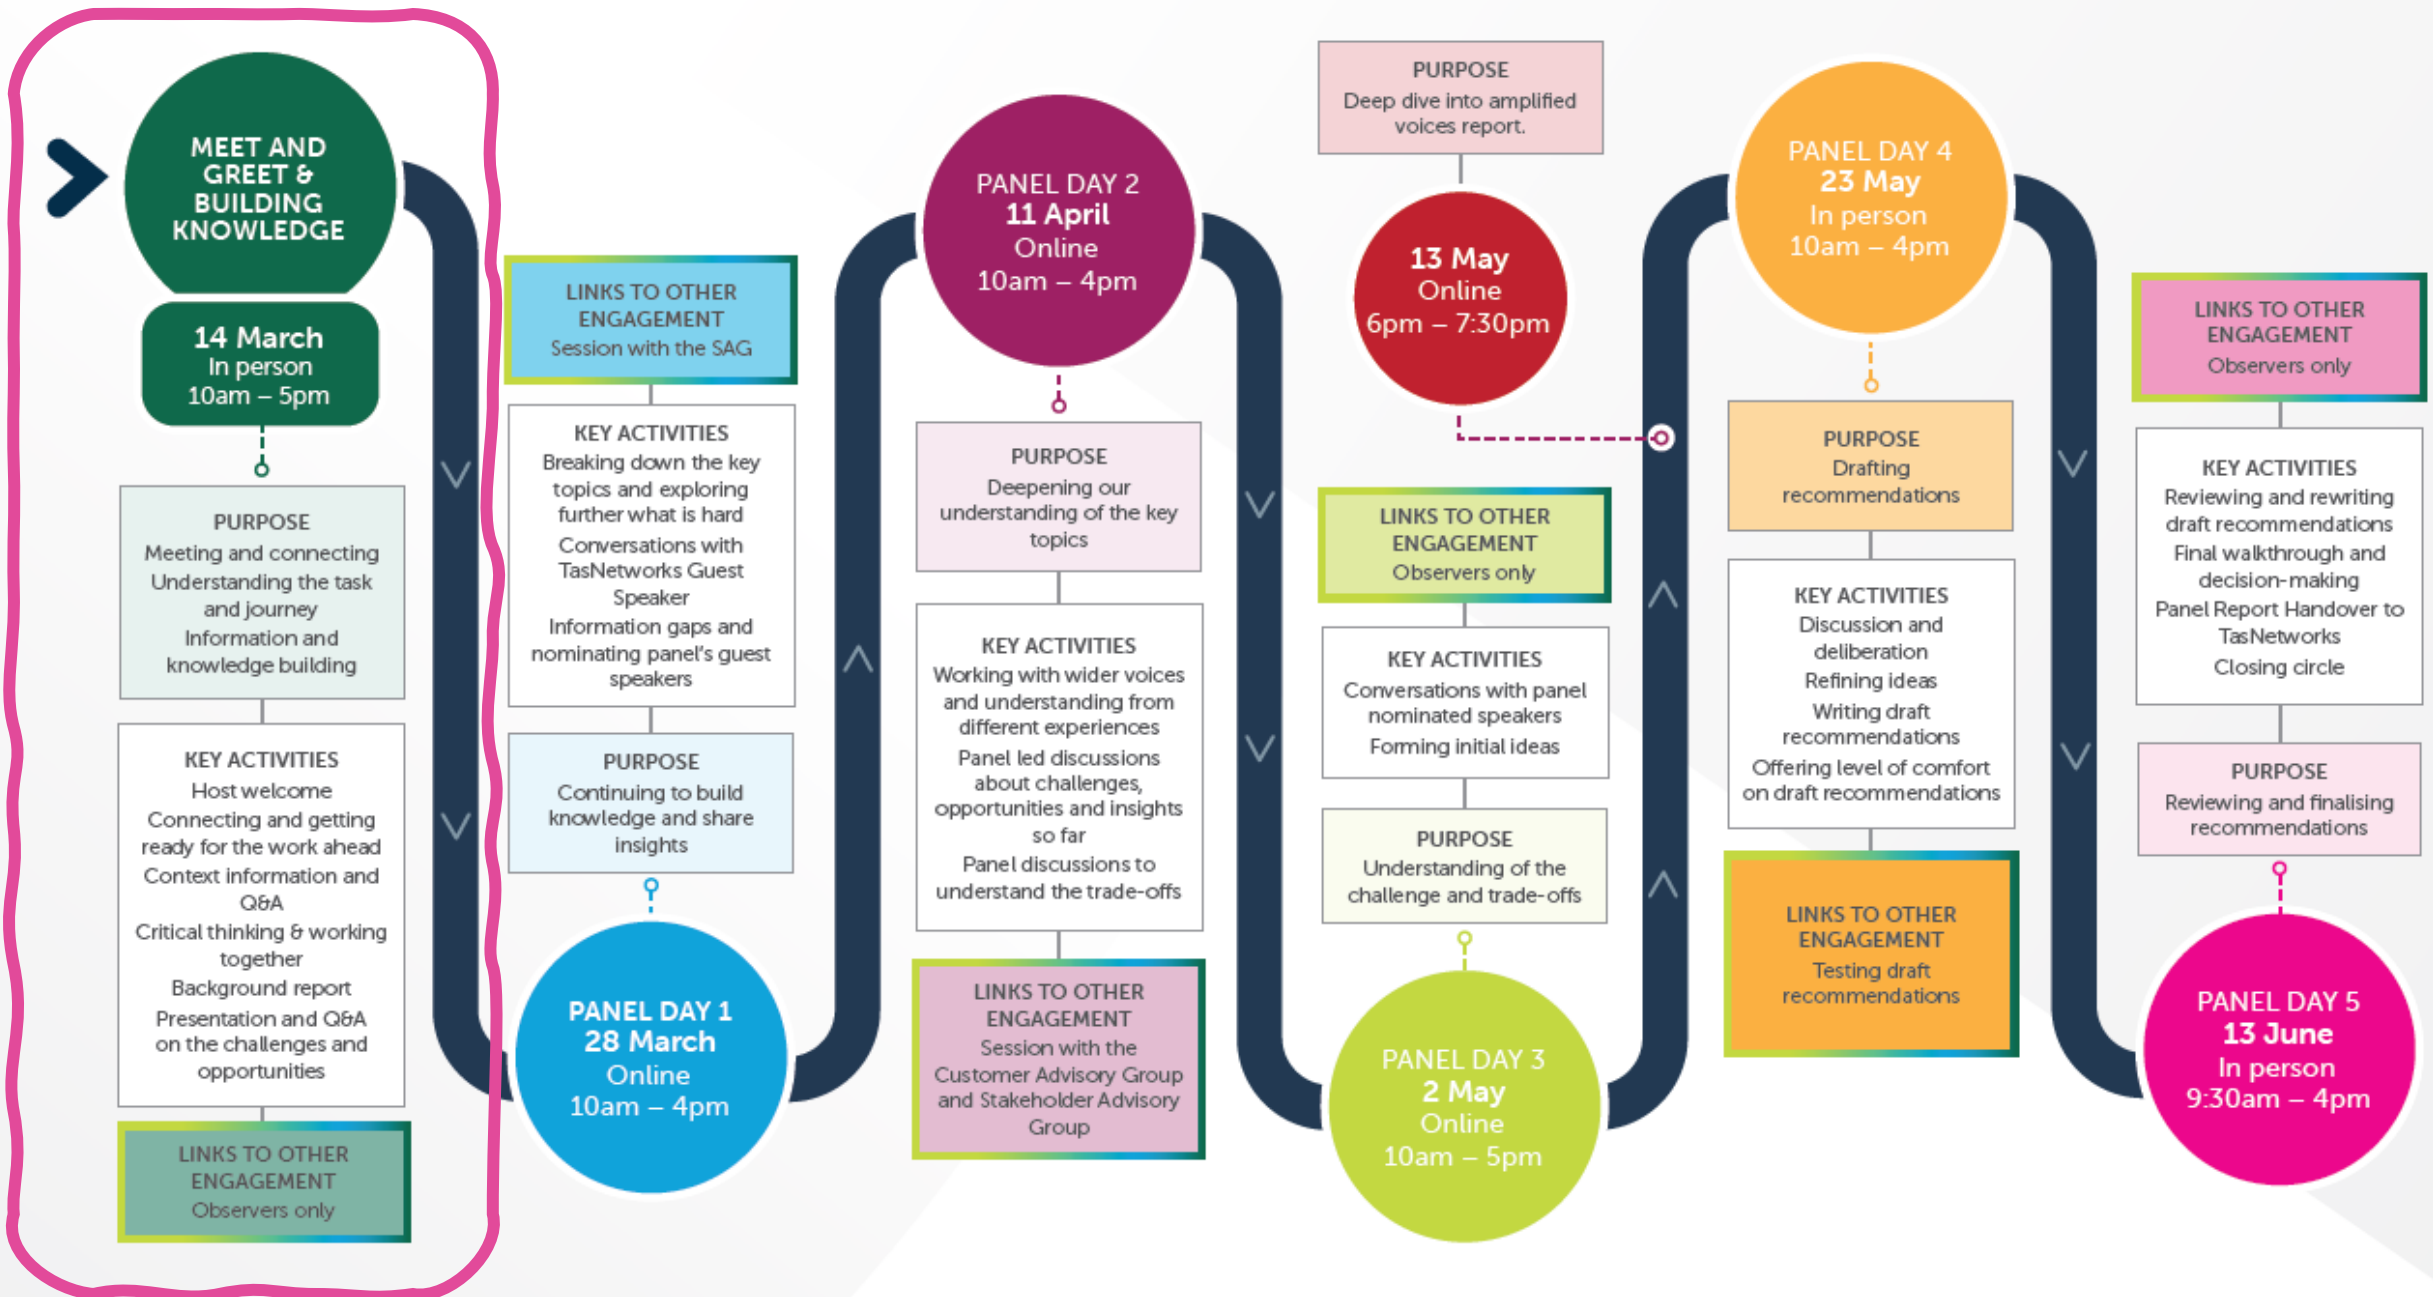 MEET AND
GREET &
BUILDING
KNOWLEDGE
14 March
In person
10am – 5pm
PURPOSE
Meeting and connecting
Understanding the task
and journey
Information and
knowledge building
KEY ACTIVITIES
Host welcome
Connecting and getting
ready for the work ahead
Context information and
Q&A
Critical thinking & working
together
Background report
Presentation and Q&A
on the challenges and
opportunities
LINKS TO OTHER
ENGAGEMENT
Observers only
LINKS TO OTHER
ENGAGEMENT
Session with the SAG
KEY ACTIVITIES
Breaking down the key
topics and exploring
further what is hard
Conversations with
TasNetworks Guest
Speaker
Information gaps and
nominating panel's guest
speakers
PURPOSE
Continuing to build
knowledge and share
insights
PANEL DAY 1
28 March
Online
10am – 4pm
PANEL DAY 2
11 April
Online
10am – 4pm
PURPOSE
Deepening our
understanding of the key
topics
KEY ACTIVITIES
Working with wider voices
and understanding from
different experiences
Panel led discussions
about challenges,
opportunities and insights
so far
Panel discussions to
understand the trade-offs
LINKS TO OTHER
ENGAGEMENT
Session with the
Customer Advisory Group
and Stakeholder Advisory
Group
PURPOSE
Deep dive into amplified
voices report.
13 May
Online
6pm – 7:30pm
LINKS TO OTHER
ENGAGEMENT
Observers only
KEY ACTIVITIES
Conversations with panel
nominated speakers
Forming initial ideas
PURPOSE
Understanding of the
challenge and trade-offs
PANEL DAY 3
2 May
Online
10am – 5pm
PANEL DAY 4
23 May
In person
10am – 4pm
PURPOSE
Drafting
recommendations
KEY ACTIVITIES
Discussion and
deliberation
Refining ideas
Writing draft
recommendations
Offering level of comfort
on draft recommendations
LINKS TO OTHER
ENGAGEMENT
Testing draft
recommendations
LINKS TO OTHER
ENGAGEMENT
Observers only
KEY ACTIVITIES
Reviewing and rewriting
draft recommendations
Final walkthrough and
decision-making
Panel Report Handover to
TasNetworks
Closing circle
PURPOSE
Reviewing and finalising
recommendations
PANEL DAY 5
13 June
In person
9:30am – 4pm